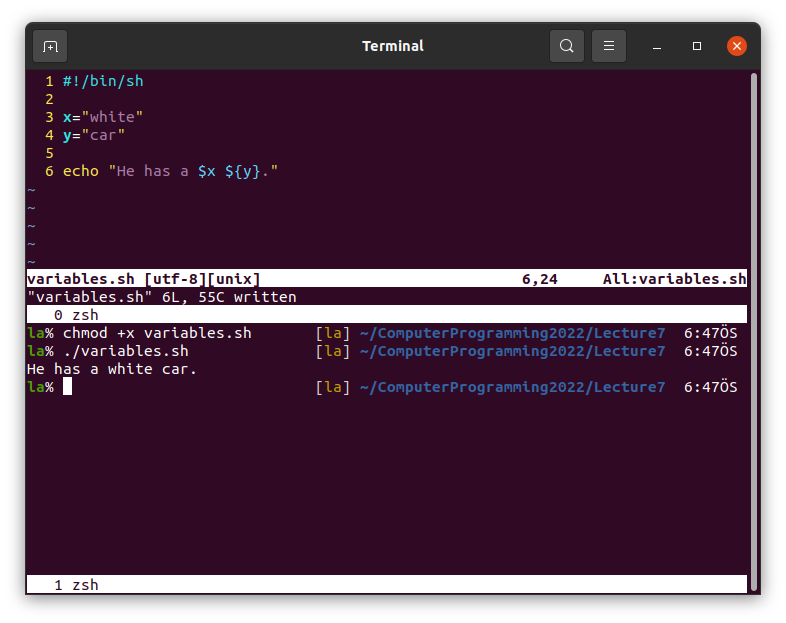 Terminal
1 #!/bin/sh
2
3 x="white"
4 y="car"
5
6 echo "He has a $x ${y}."
~
~
~
~
~
variables.sh [utf-8][unix] 6,24 All:variables.sh
"variables.sh" 6L, 55C written
0 zsh
la% chmod +x variables.sh [la] ~/ComputerProgramming2022/Lecture7 6:47ÖS
la% ./variables.sh [la] ~/ComputerProgramming2022/Lecture7 6:47ÖS
He has a white car.
la% [la] ~/ComputerProgramming2022/Lecture7 6:47ÖS
1 zsh